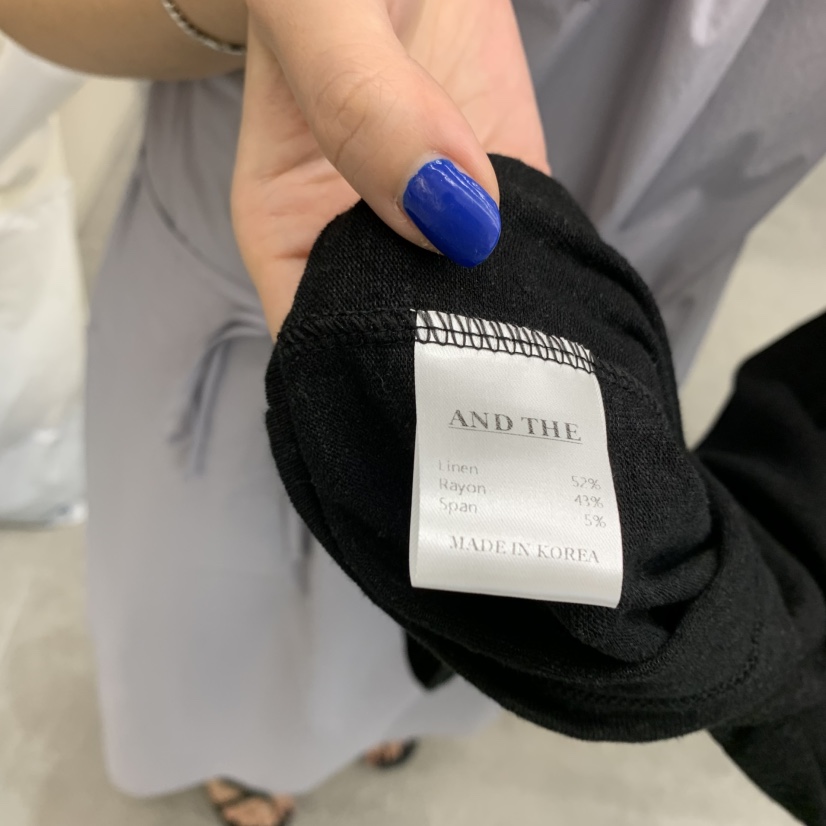 AND THE
Linen 52%
Rayon 43%
Span 5%
MADE IN KOREA